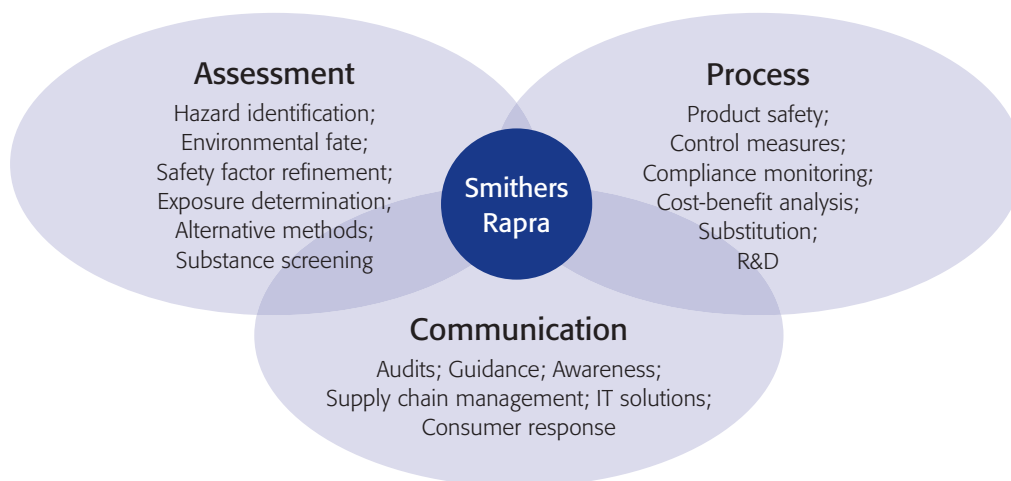 Assessment
Hazard identification;
Environmental fate;
Safety factor refinement;
Exposure determination;
Alternative methods;
Substance screening
Process
Product safety;
Control measures;
Compliance monitoring;
Cost-benefit analysis;
Substitution;
R&D
Smithers
Rapra
Communication
Audits; Guidance; Awareness;
Supply chain management; IT solutions;
Consumer response